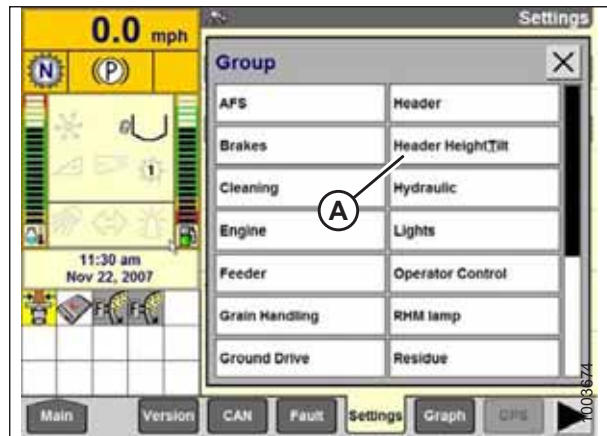 Settings
0.0 mph
N (P)
1
11:30 am
Nov 22, 2007
F F
Group X
AFS Header
Brakes Header Height/Tilt
Cleaning Hydraulic
A
Engine Lights
Feeder Operator Control
Grain Handling RHM lamp
Ground Drive Residue
Main Version CAN Fault Settings Graph GPS
1003674